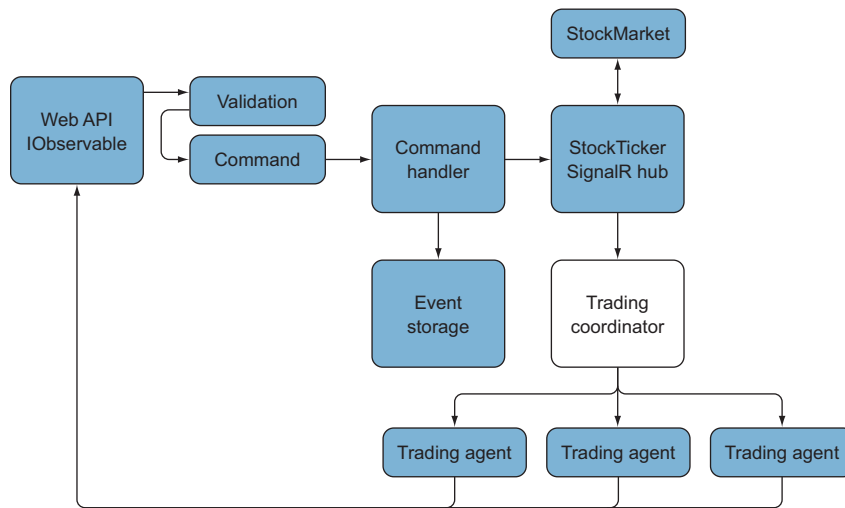 StockMarket
Web API
IObservable
Validation
Command
Command
handler
StockTicker
SignalR hub
Event
storage
Trading
coordinator
Trading agent
Trading agent
Trading agent